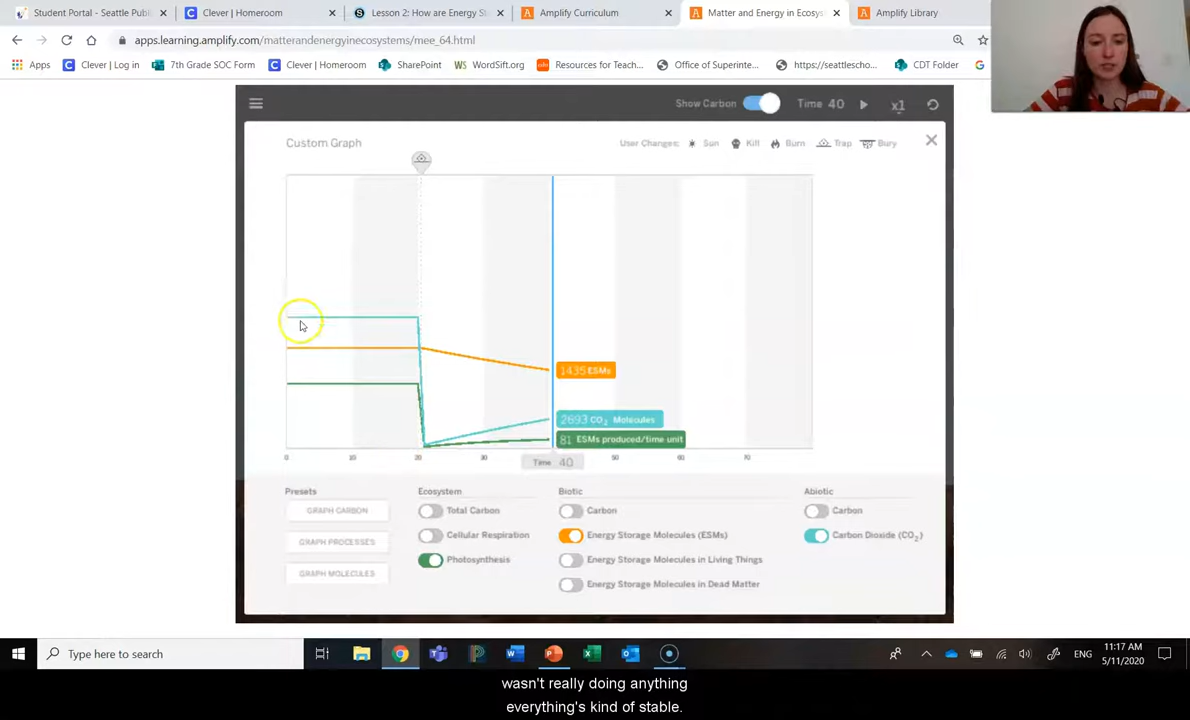 Student Portal - Seattle Publi
Clever | Homeroom
Lesson 2: How are Energy St
Amplify Curriculum
Matter and Energy in Ecosys
Amplify Library
apps.learning.amplify.com/matterandenergyinecosystems/mee_64.html
Apps
Clever | Log in
7th Grade SOC Form
Clever | Homeroom
SharePoint
WS WordSift.org
Resources for Teac...
Office of Superinte...
https://seattlescho...
CDT Folder
Show Carbon
Time 40
x1
Custom Graph
User Changes:
Sun
Kill
Burn
Trap
Bury
1435 ESMs
2693 CO₂ Molecules
81 ESMs produced/time unit
0
10
20
30
50
60
70
Time 40
Presets
GRAPH CARBON
GRAPH PROCESSES
GRAPH MOLECULES
Ecosystem
Total Carbon
Cellular Respiration
Photosynthesis
Biotic
Carbon
Energy Storage Molecules (ESMs)
Energy Storage Molecules in Living Things
Energy Storage Molecules in Dead Matter
Abiotic
Carbon
Carbon Dioxide (CO₂)
Type here to search
ENG
11:17 AM
5/11/2020
wasn't really doing anything
everything's kind of stable.